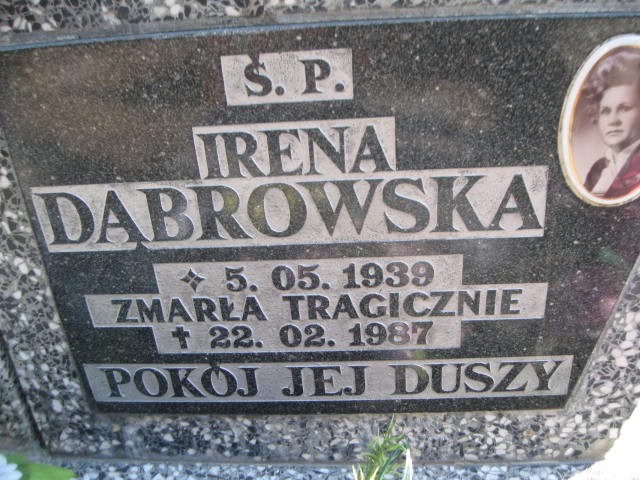 Ś. P.
IRENA
DĄBROWSKA
5. 05. 1939
ZMARŁA TRAGICZNIE
✝ 22. 02. 1987
POKÓJ JEJ DUSZY